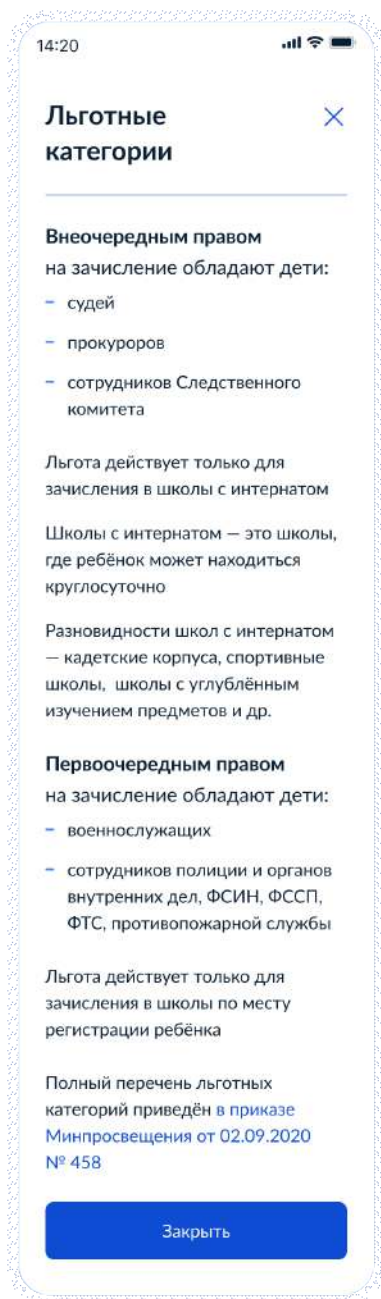 14:20
Льготные
категории
Внеочередным правом
на зачисление обладают дети:
– судей
– прокуроров
– сотрудников Следственного
комитета
Льгота действует только для
зачисления в школы с интернатом
Школы с интернатом — это школы,
где ребёнок может находиться
круглосуточно
Разновидности школ с интернатом
— кадетские корпуса, спортивные
школы, школы с углублённым
изучением предметов и др.
Первоочередным правом
на зачисление обладают дети:
– военнослужащих
– сотрудников полиции и органов
внутренних дел, ФСИН, ФССП,
ФТС, противопожарной службы
Льгота действует только для
зачисления в школы по месту
регистрации ребёнка
Полный перечень льготных
категорий приведён в приказе
Минпросвещения от 02.09.2020
№ 458
Закрыть